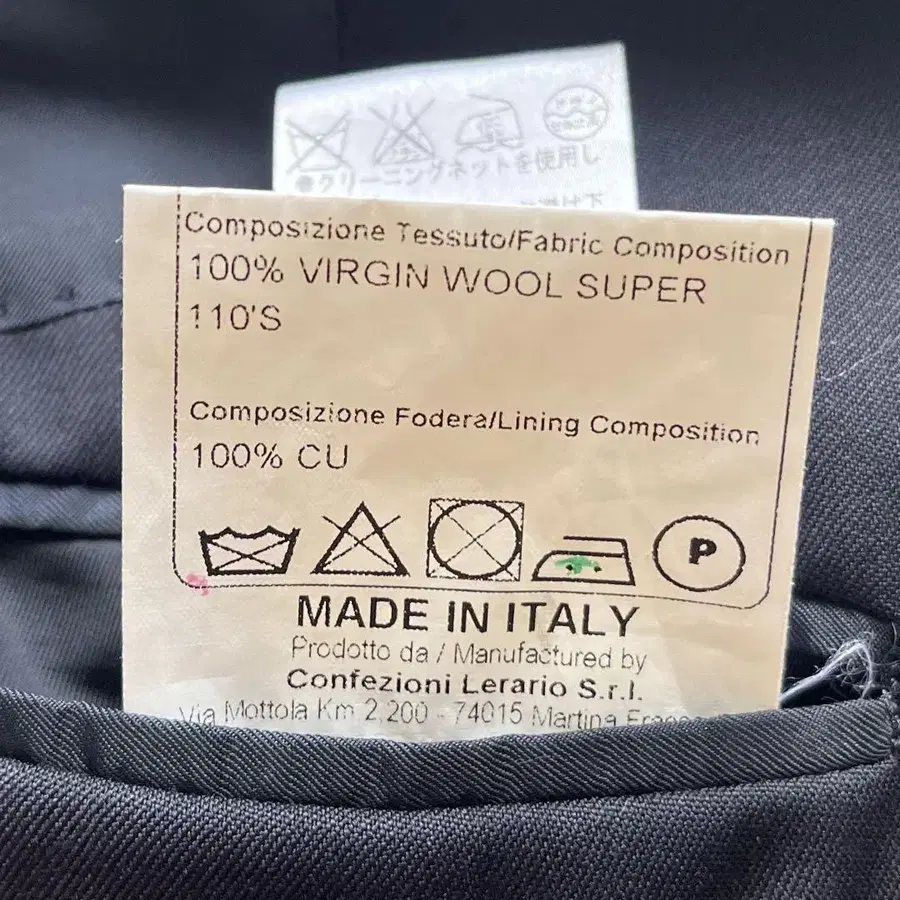 ●クリーニングネットを使用し
Composizione Tessuto/Fabric Composition
100% VIRGIN WOOL SUPER
110'S
Composizione Fodera/Lining Composition
100% CU
P
MADE IN ITALY
Prodotto da / Manufactured by
Confezioni Lerario S.r.l.
Via Mottola Km 2,200 - 74015 Martina Franca